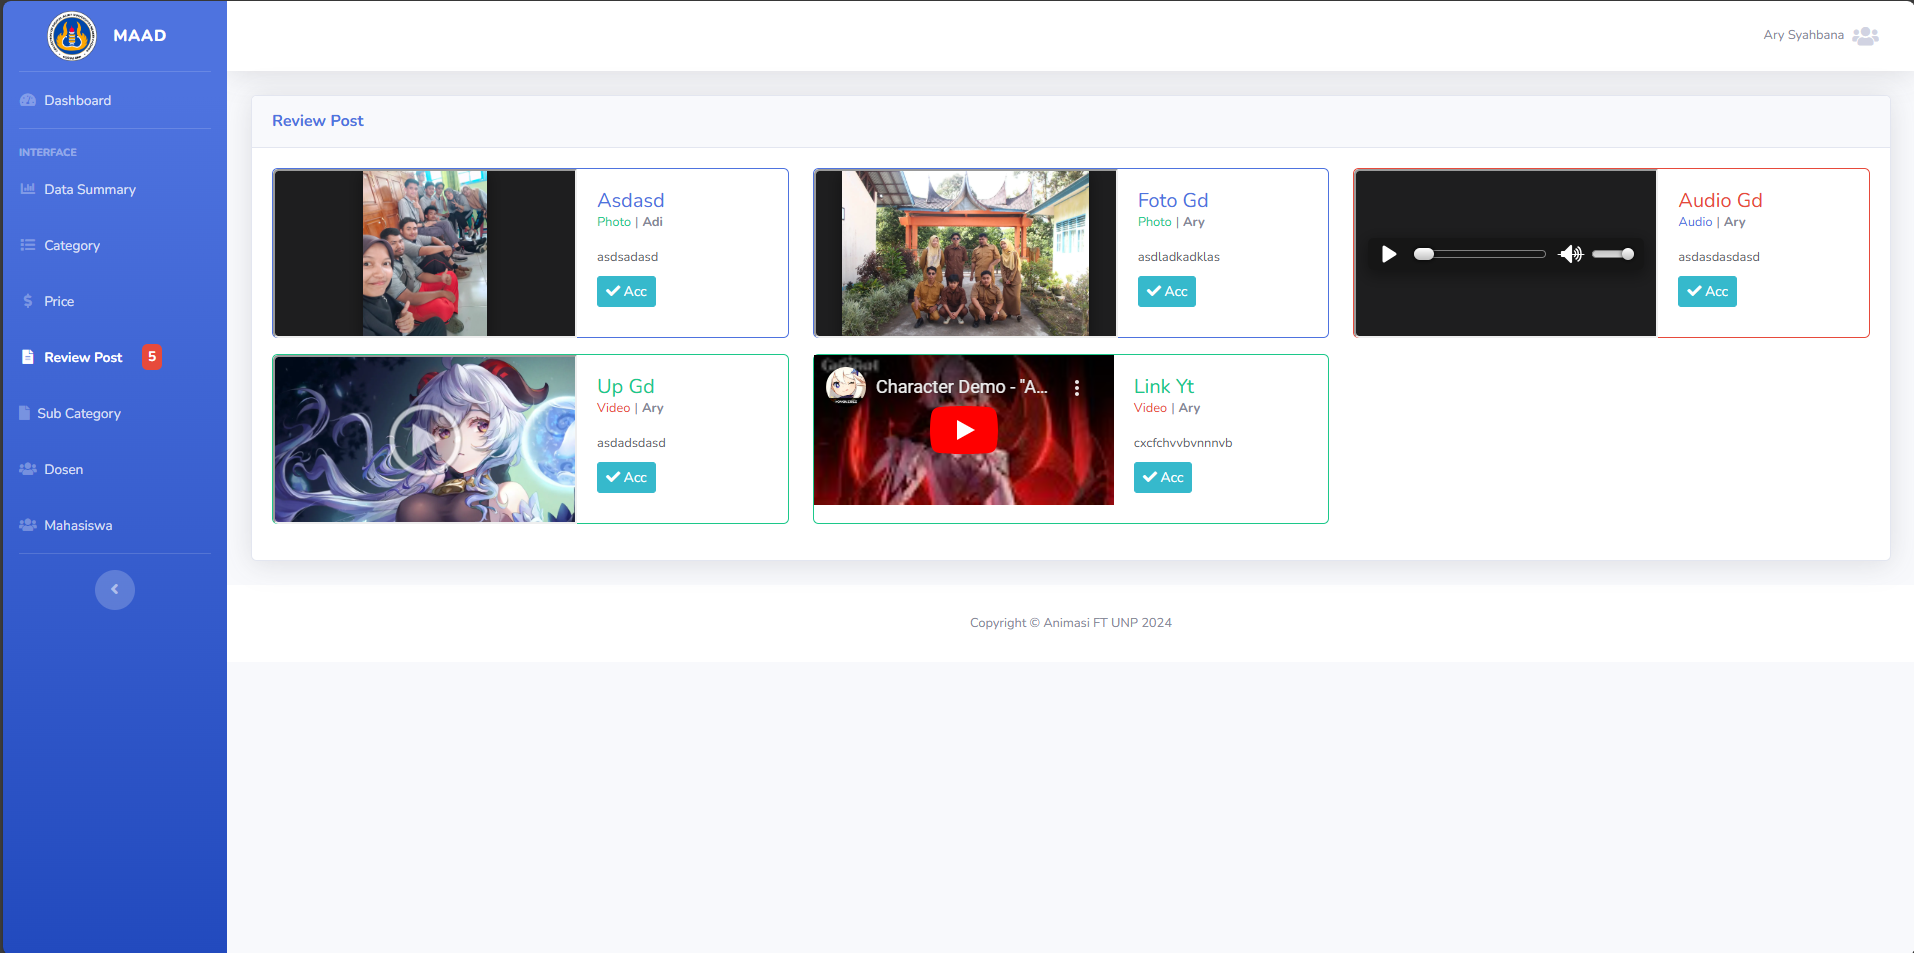 MAAD
Ary Syahbana
Dashboard
INTERFACE
Data Summary
Category
Price
Review Post 5
Sub Category
Dosen
Mahasiswa
Review Post
Asdasd
Photo | Adi
asdsadasd
Acc
Foto Gd
Photo | Ary
asdladkadklas
Acc
Audio Gd
Audio | Ary
asdasdasdasd
Acc
Up Gd
Video | Ary
asdadsdasd
Acc
Character Demo - "A...
Link Yt
Video | Ary
cxcfchvvbvnnnvb
Acc
Copyright © Animasi FT UNP 2024